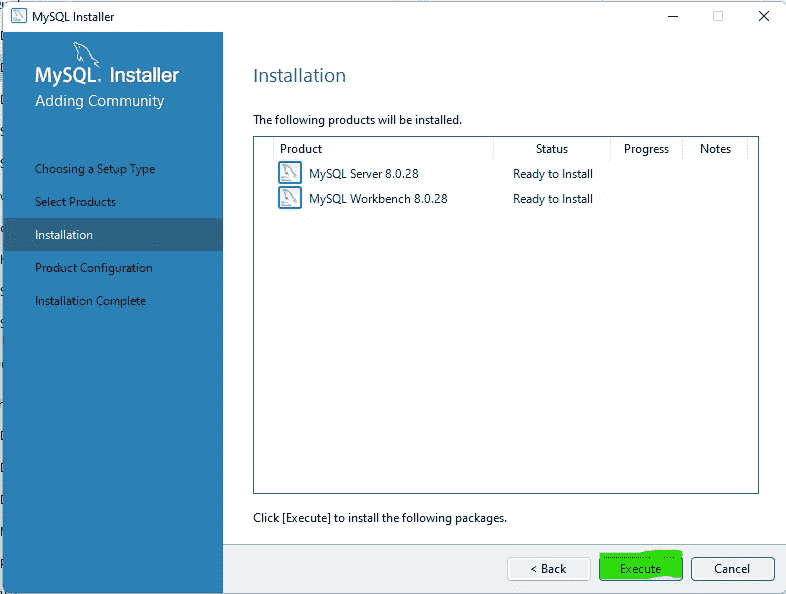 MySQL Installer
MySQL. Installer
Adding Community
Choosing a Setup Type
Select Products
Installation
Product Configuration
Installation Complete
Installation
The following products will be installed.
Product Status Progress Notes
MySQL Server 8.0.28 Ready to Install
MySQL Workbench 8.0.28 Ready to Install
Click [Execute] to install the following packages.
< Back Execute Cancel